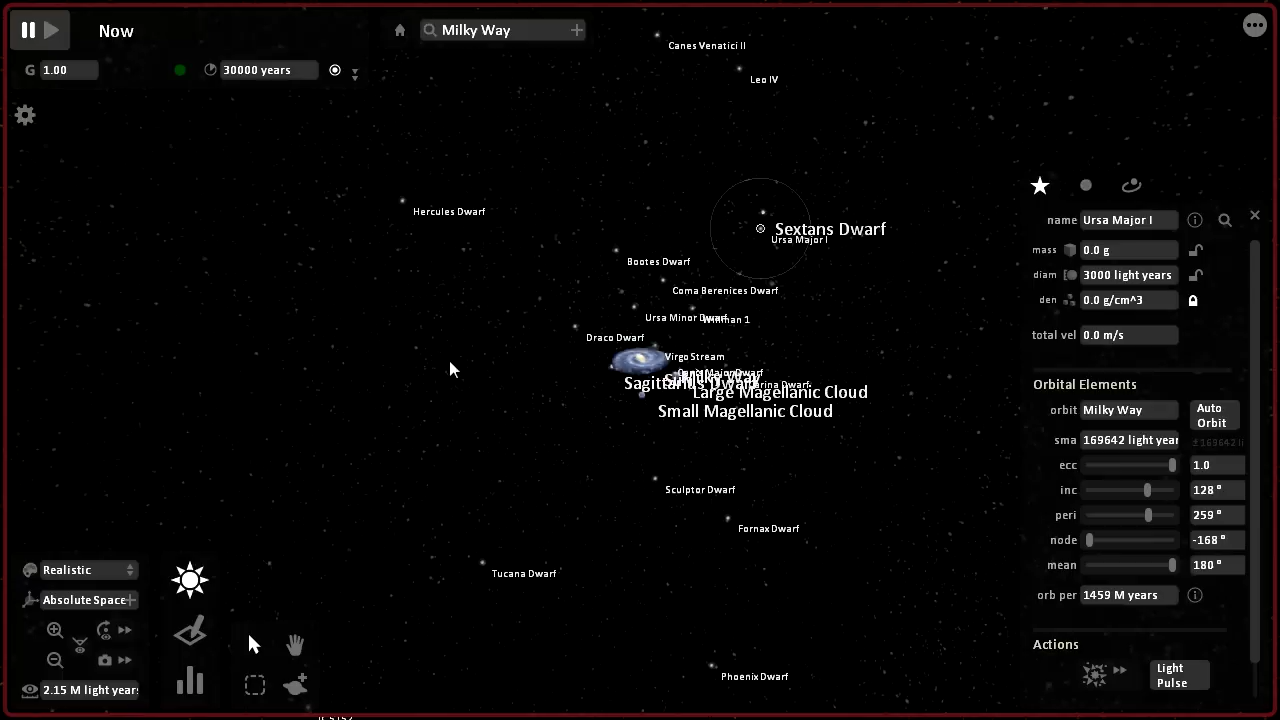 Now
Milky Way
G 1.00
30000 years
Canes Venatici II
Leo IV
Hercules Dwarf
Sextans Dwarf
Ursa Major I
Bootes Dwarf
Coma Berenices Dwarf
Ursa Minor Dwarf
Willman 1
Draco Dwarf
Virgo Stream
Large Magellanic Cloud
Small Magellanic Cloud
Sculptor Dwarf
Fornax Dwarf
Tucana Dwarf
Phoenix Dwarf
name Ursa Major I
mass 0.0 g
diam 3000 light years
den 0.0 g/cm^3
total vel 0.0 m/s
Orbital Elements
orbit Milky Way
Auto
Orbit
sma 169642 light year
ecc 1.0
inc 128 °
peri 259 °
node -168 °
mean 180 °
orb per 1459 M years
Actions
Light
Pulse
Realistic
Absolute Space
2.15 M light years